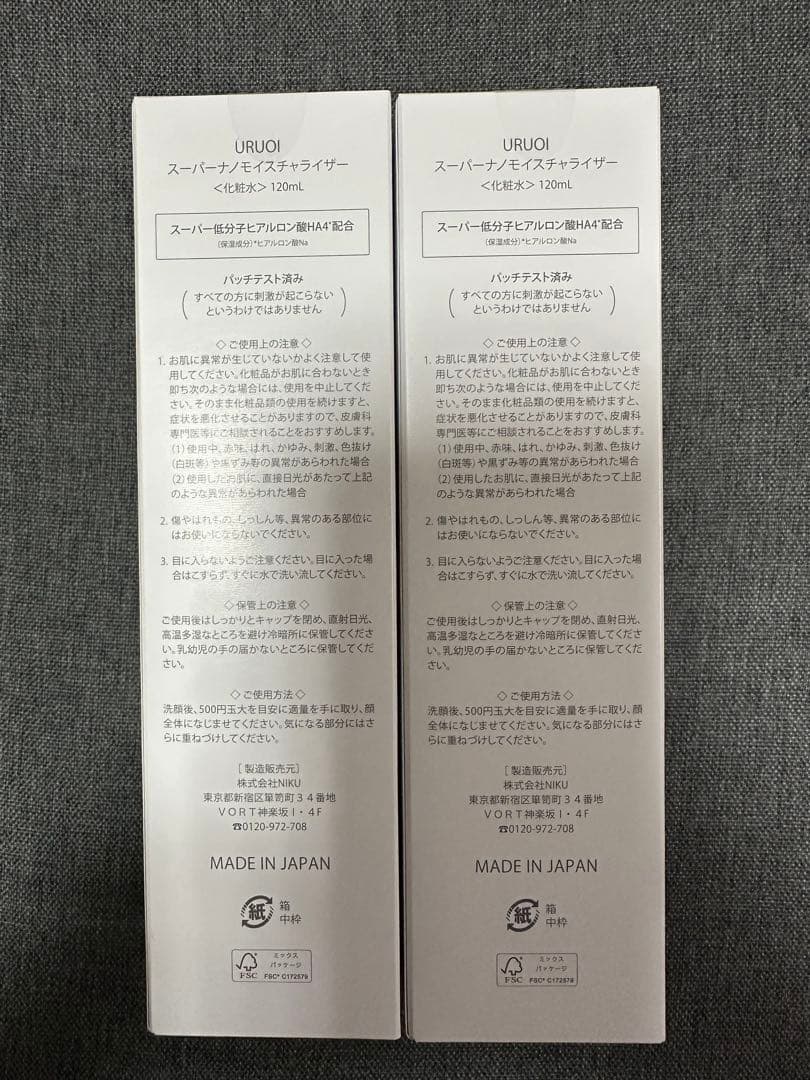 URUOI
スーパーナノモイスチャライザー
＜化粧水＞ 120mL
スーパー低分子ヒアルロン酸HA4*配合
（保湿成分）*ヒアルロン酸Na
パッチテスト済み
（すべての方に刺激が起こらない
というわけではありません）
◇ご使用上の注意◇
1. お肌に異常が生じていないかよく注意して使
用してください。化粧品がお肌に合わないとき
即ち次のような場合には、使用を中止してくだ
さい。そのまま化粧品類の使用を続けますと、
症状を悪化させることがありますので、皮膚科
専門医等にご相談されることをおすすめします。
（1）使用中、赤味、はれ、かゆみ、刺激、色抜け
（白斑等）や黒ずみ等の異常があらわれた場合
（2）使用したお肌に、直接日光があたって上記
のような異常があらわれた場合
2. 傷やはれもの、しっしん等、異常のある部位に
はお使いにならないでください。
3. 目に入らないようご注意ください。目に入った場
合はこすらず、すぐに水で洗い流してください。
◇保管上の注意◇
ご使用後はしっかりとキャップを閉め、直射日光、
高温多湿なところを避け冷暗所に保管してくださ
い。乳幼児の手の届かないところに保管してくだ
さい。
◇ご使用方法◇
洗顔後、500円玉大を目安に適量を手に取り、顔
全体になじませてください。気になる部分にはさ
らに重ねづけしてください。
［製造販売元］
株式会社NIKU
東京都新宿区箪笥町３４番地
ＶＯＲＴ神楽坂Ⅰ・４Ｆ
☎0120-972-708
MADE IN JAPAN
紙
箱
中枠
ミックス
パッケージ
FSC
FSC® C172579
URUOI
スーパーナノモイスチャライザー
＜化粧水＞ 120mL
スーパー低分子ヒアルロン酸HA4*配合
（保湿成分）*ヒアルロン酸Na
パッチテスト済み
（すべての方に刺激が起こらない
というわけではありません）
◇ご使用上の注意◇
1. お肌に異常が生じていないかよく注意して使
用してください。化粧品がお肌に合わないとき
即ち次のような場合には、使用を中止してくだ
さい。そのまま化粧品類の使用を続けますと、
症状を悪化させることがありますので、皮膚科
専門医等にご相談されることをおすすめします。
（1）使用中、赤味、はれ、かゆみ、刺激、色抜け
（白斑等）や黒ずみ等の異常があらわれた場合
（2）使用したお肌に、直接日光があたって上記
のような異常があらわれた場合
2. 傷やはれもの、しっしん等、異常のある部位に
はお使いにならないでください。
3. 目に入らないようご注意ください。目に入った場
合はこすらず、すぐに水で洗い流してください。
◇保管上の注意◇
ご使用後はしっかりとキャップを閉め、直射日光、
高温多湿なところを避け冷暗所に保管してくださ
い。乳幼児の手の届かないところに保管してくだ
さい。
◇ご使用方法◇
洗顔後、500円玉大を目安に適量を手に取り、顔
全体になじませてください。気になる部分にはさ
らに重ねづけしてください。
［製造販売元］
株式会社NIKU
東京都新宿区箪笥町３４番地
ＶＯＲＴ神楽坂Ⅰ・４Ｆ
☎0120-972-708
MADE IN JAPAN
紙
箱
中枠
ミックス
パッケージ
FSC
FSC® C172579